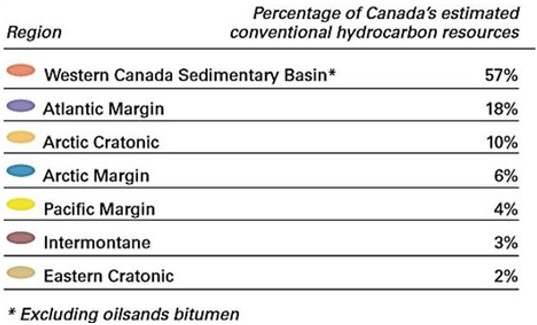 Percentage of Canada's estimated
Region conventional hydrocarbon resources
Western Canada Sedimentary Basin* 57%
Atlantic Margin 18%
Arctic Cratonic 10%
Arctic Margin 6%
Pacific Margin 4%
Intermontane 3%
Eastern Cratonic 2%
* Excluding oilsands bitumen